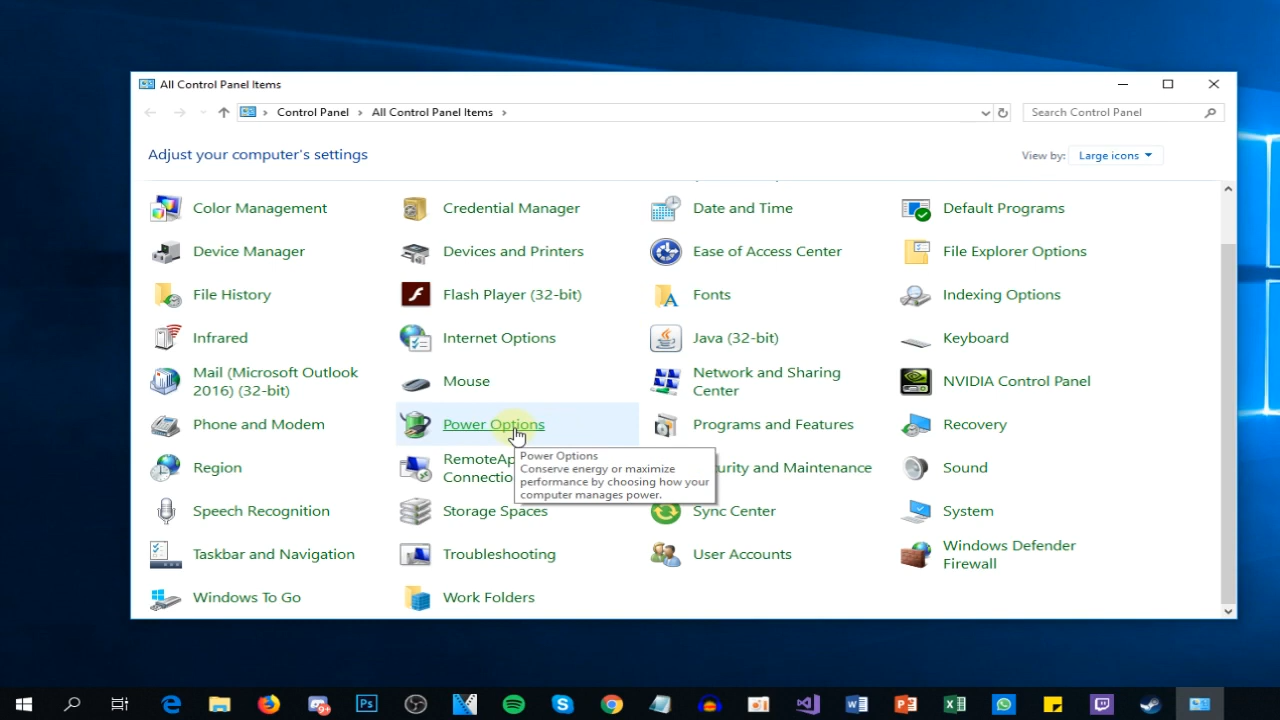 All Control Panel Items
Control Panel > All Control Panel Items >
Search Control Panel
Adjust your computer's settings
View by: Large icons
Color Management
Credential Manager
Date and Time
Default Programs
Device Manager
Devices and Printers
Ease of Access Center
File Explorer Options
File History
Flash Player (32-bit)
Fonts
Indexing Options
Infrared
Internet Options
Java (32-bit)
Keyboard
Mail (Microsoft Outlook
2016) (32-bit)
Mouse
Network and Sharing
Center
NVIDIA Control Panel
Phone and Modem
Power Options
Programs and Features
Recovery
Power Options
Conserve energy or maximize
performance by choosing how your
computer manages power.
Region
RemoteAp
Connectio
urity and Maintenance
Sound
Speech Recognition
Storage Spaces
Sync Center
System
Taskbar and Navigation
Troubleshooting
User Accounts
Windows Defender
Firewall
Windows To Go
Work Folders
Ps